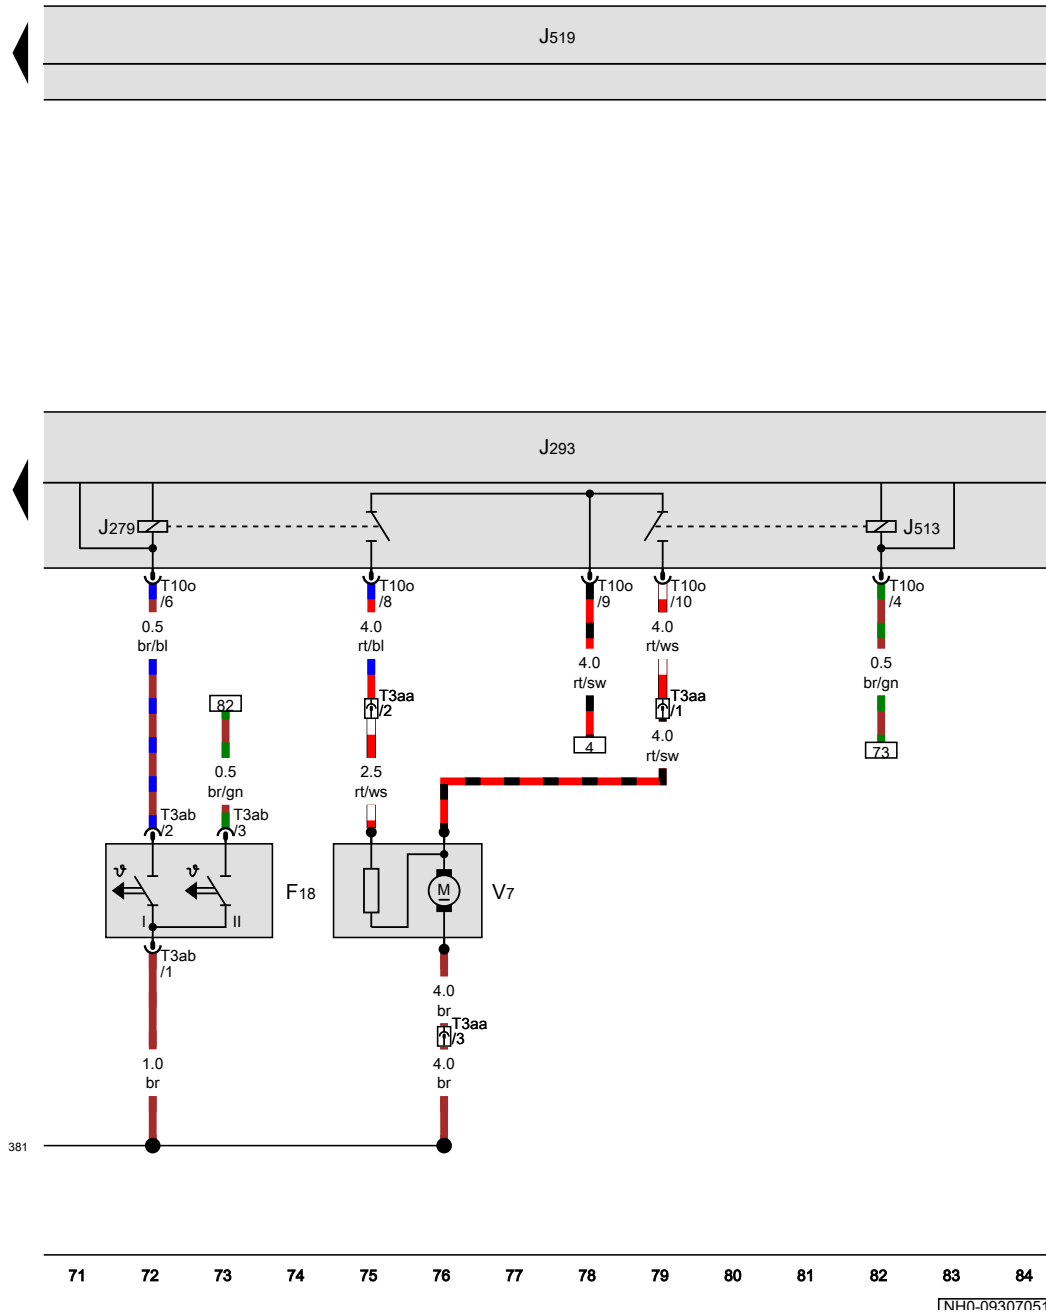 J519
J293
J279
J513
T10o
/6
T10o
/8
T10o
/9
T10o
/10
T10o
/4
0.5
br/bl
4.0
rt/bl
4.0
rt/sw
4.0
rt/ws
0.5
br/gn
82
T3aa
/2
T3aa
/1
4
4.0
rt/sw
73
0.5
br/gn
2.5
rt/ws
T3ab
/2
T3ab
/3
ϑ
ϑ
I
II
F18
M
V7
T3ab
/1
4.0
br
T3aa
/3
1.0
br
4.0
br
381
71 72 73 74 75 76 77 78 79 80 81 82 83 84
NH0-09307051